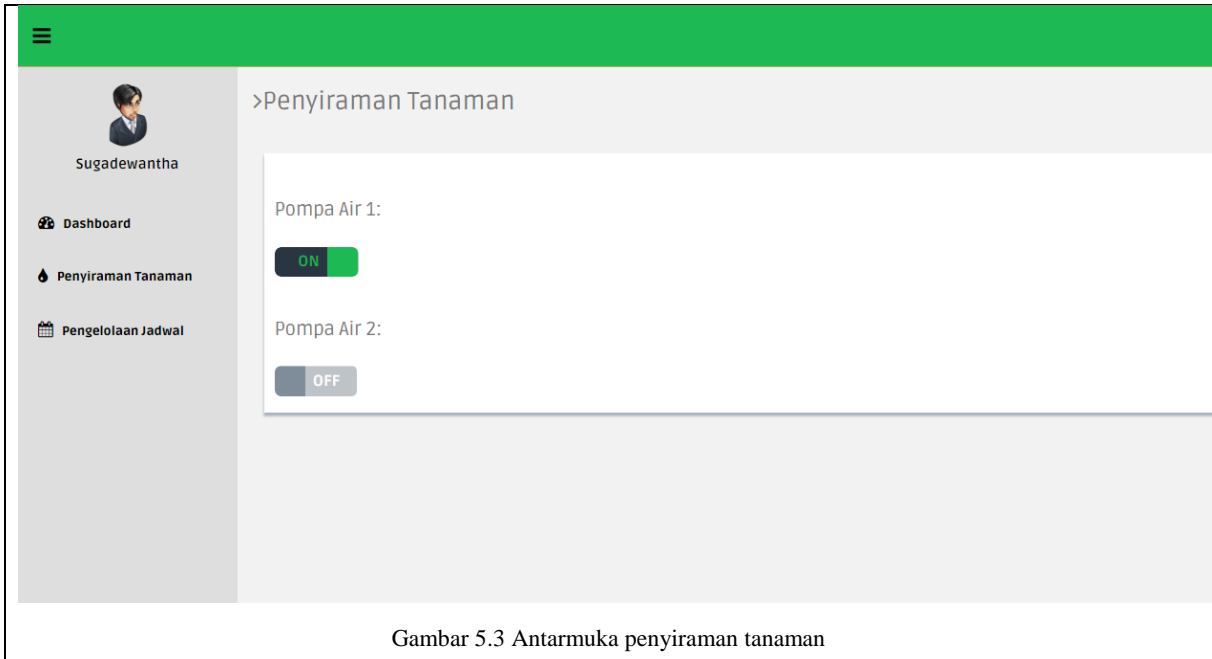 Sugadewantha
Dashboard
Penyiraman Tanaman
Pengelolaan Jadwal
>Penyiraman Tanaman
Pompa Air 1:
ON
Pompa Air 2:
OFF
Gambar 5.3 Antarmuka penyiraman tanaman